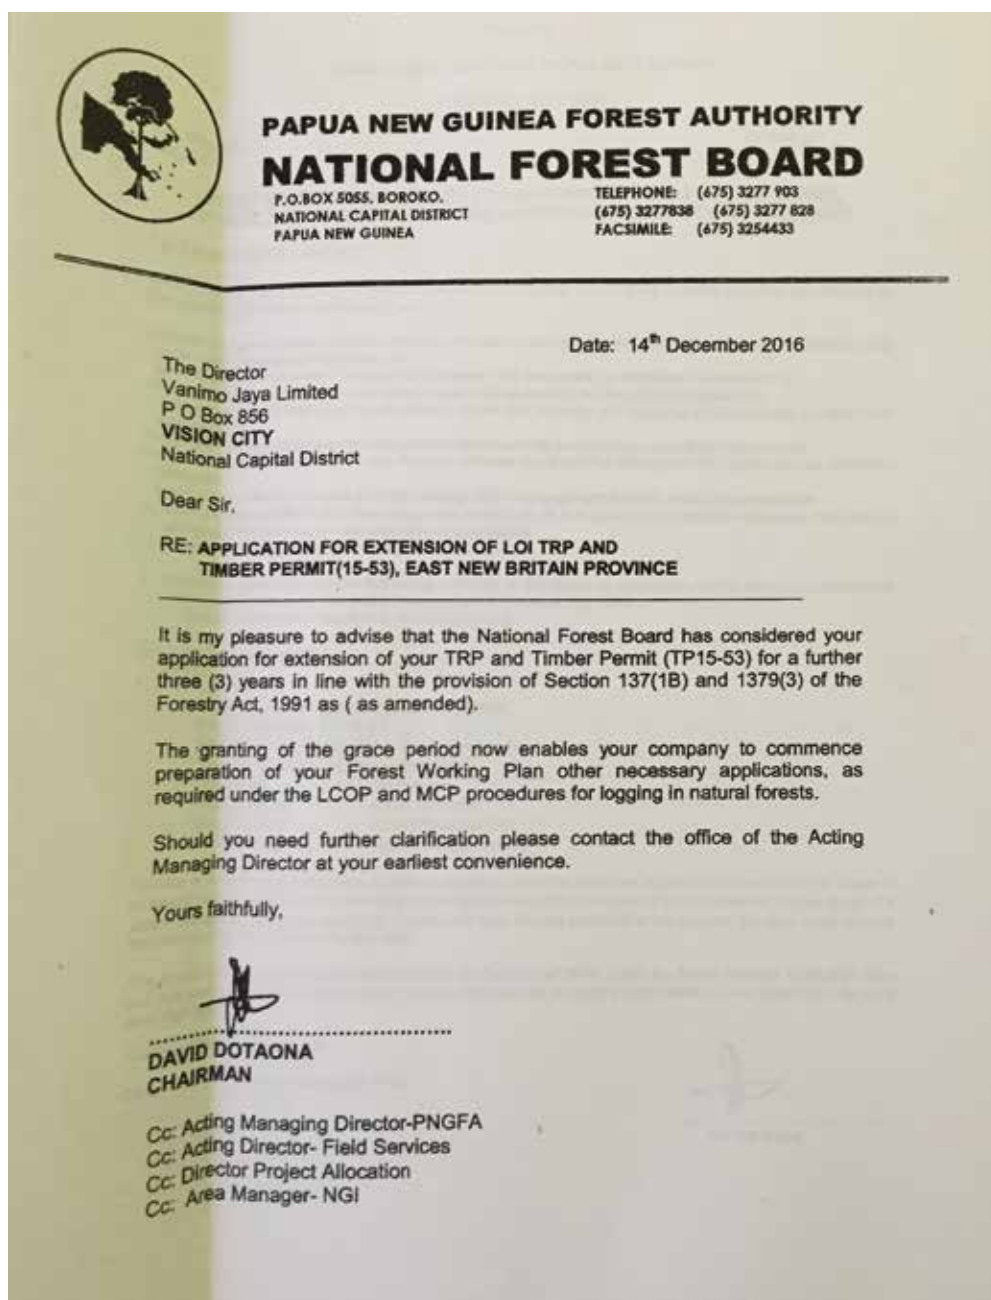 PAPUA NEW GUINEA FOREST AUTHORITY
NATIONAL FOREST BOARD
P.O.BOX 5055, BOROKO,
NATIONAL CAPITAL DISTRICT
PAPUA NEW GUINEA
TELEPHONE: (675) 3277 903
(675) 3277838 (675) 3277 828
FACSIMILE: (675) 3254433
Date: 14th December 2016
The Director
Vanimo Jaya Limited
P O Box 856
VISION CITY
National Capital District
Dear Sir,
RE: APPLICATION FOR EXTENSION OF LOI TRP AND
TIMBER PERMIT(15-53), EAST NEW BRITAIN PROVINCE
It is my pleasure to advise that the National Forest Board has considered your
application for extension of your TRP and Timber Permit (TP15-53) for a further
three (3) years in line with the provision of Section 137(1B) and 1379(3) of the
Forestry Act, 1991 as ( as amended).
The granting of the grace period now enables your company to commence
preparation of your Forest Working Plan other necessary applications, as
required under the LCOP and MCP procedures for logging in natural forests.
Should you need further clarification please contact the office of the Acting
Managing Director at your earliest convenience.
Yours faithfully,
DAVID DOTAONA
CHAIRMAN
Cc: Acting Managing Director-PNGFA
Cc: Acting Director- Field Services
Cc: Director Project Allocation
Cc: Area Manager- NGI